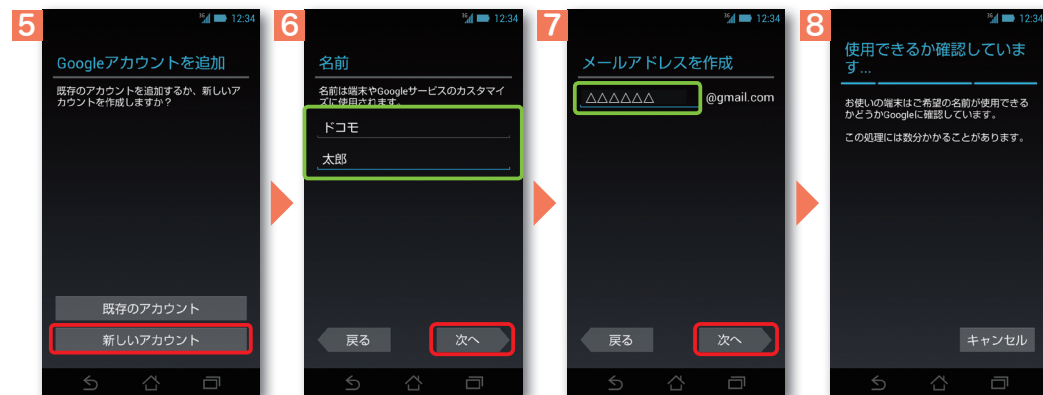 5
3G 12:34
Googleアカウントを追加
既存のアカウントを追加するか、新しいア
カウントを作成しますか？
既存のアカウント
新しいアカウント
6
3G 12:34
名前
名前は端末やGoogleサービスのカスタマイ
ズに使用されます。
ドコモ
太郎
戻る
次へ
7
3G 12:34
メールアドレスを作成
△△△△△△ @gmail.com
戻る
次へ
8
3G 12:34
使用できるか確認していま
す...
お使いの端末はご希望の名前が使用できる
かどうかGoogleに確認しています。
この処理には数分かかることがあります。
キャンセル